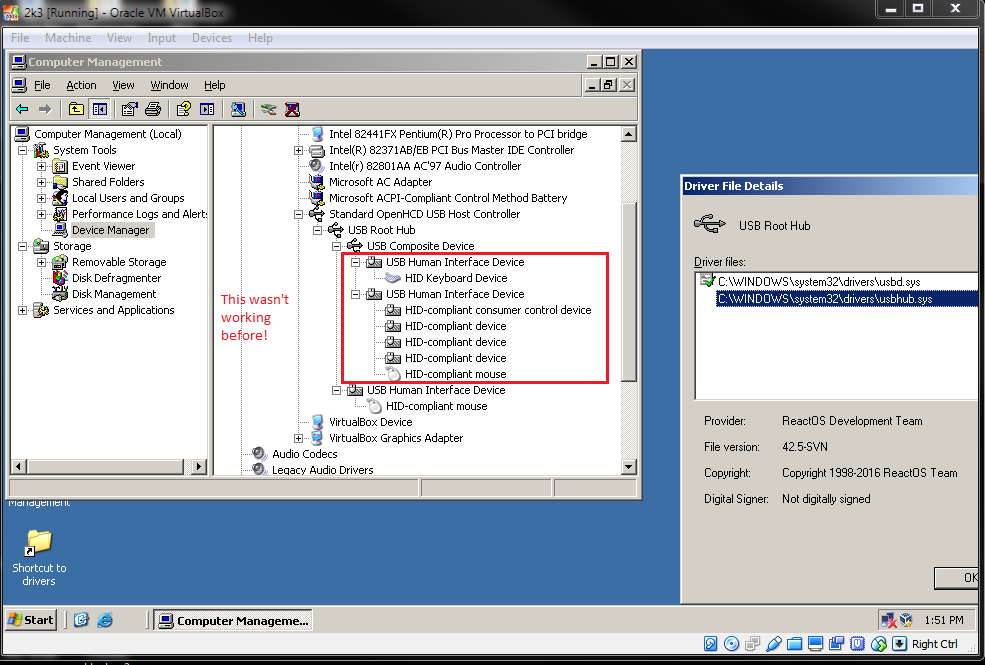 2k3 [Running] - Oracle VM VirtualBox
File Machine View Input Devices Help
Computer Management
File Action View Window Help
Computer Management (Local)
System Tools
Event Viewer
Shared Folders
Local Users and Groups
Performance Logs and Alerts
Device Manager
Storage
Removable Storage
Disk Defragmenter
Disk Management
Services and Applications
Intel 82441FX Pentium(R) Pro Processor to PCI bridge
Intel(R) 82371AB/EB PCI Bus Master IDE Controller
Intel(r) 82801AA AC'97 Audio Controller
Microsoft AC Adapter
Microsoft ACPI-Compliant Control Method Battery
Standard OpenHCD USB Host Controller
USB Root Hub
USB Composite Device
USB Human Interface Device
HID Keyboard Device
USB Human Interface Device
HID-compliant consumer control device
HID-compliant device
HID-compliant device
HID-compliant device
HID-compliant mouse
USB Human Interface Device
HID-compliant mouse
VirtualBox Device
VirtualBox Graphics Adapter
Audio Codecs
Legacy Audio Drivers
This wasn't
working
before!
Driver File Details
USB Root Hub
Driver files:
C:\WINDOWS\system32\drivers\usbd.sys
C:\WINDOWS\system32\drivers\usbhub.sys
Provider: ReactOS Development Team
File version: 42.5-SVN
Copyright: Copyright 1998-2016 ReactOS Team
Digital Signer: Not digitally signed
OK
Management
Shortcut to
drivers
Start
Computer Manageme...
1:51 PM
Right Ctrl